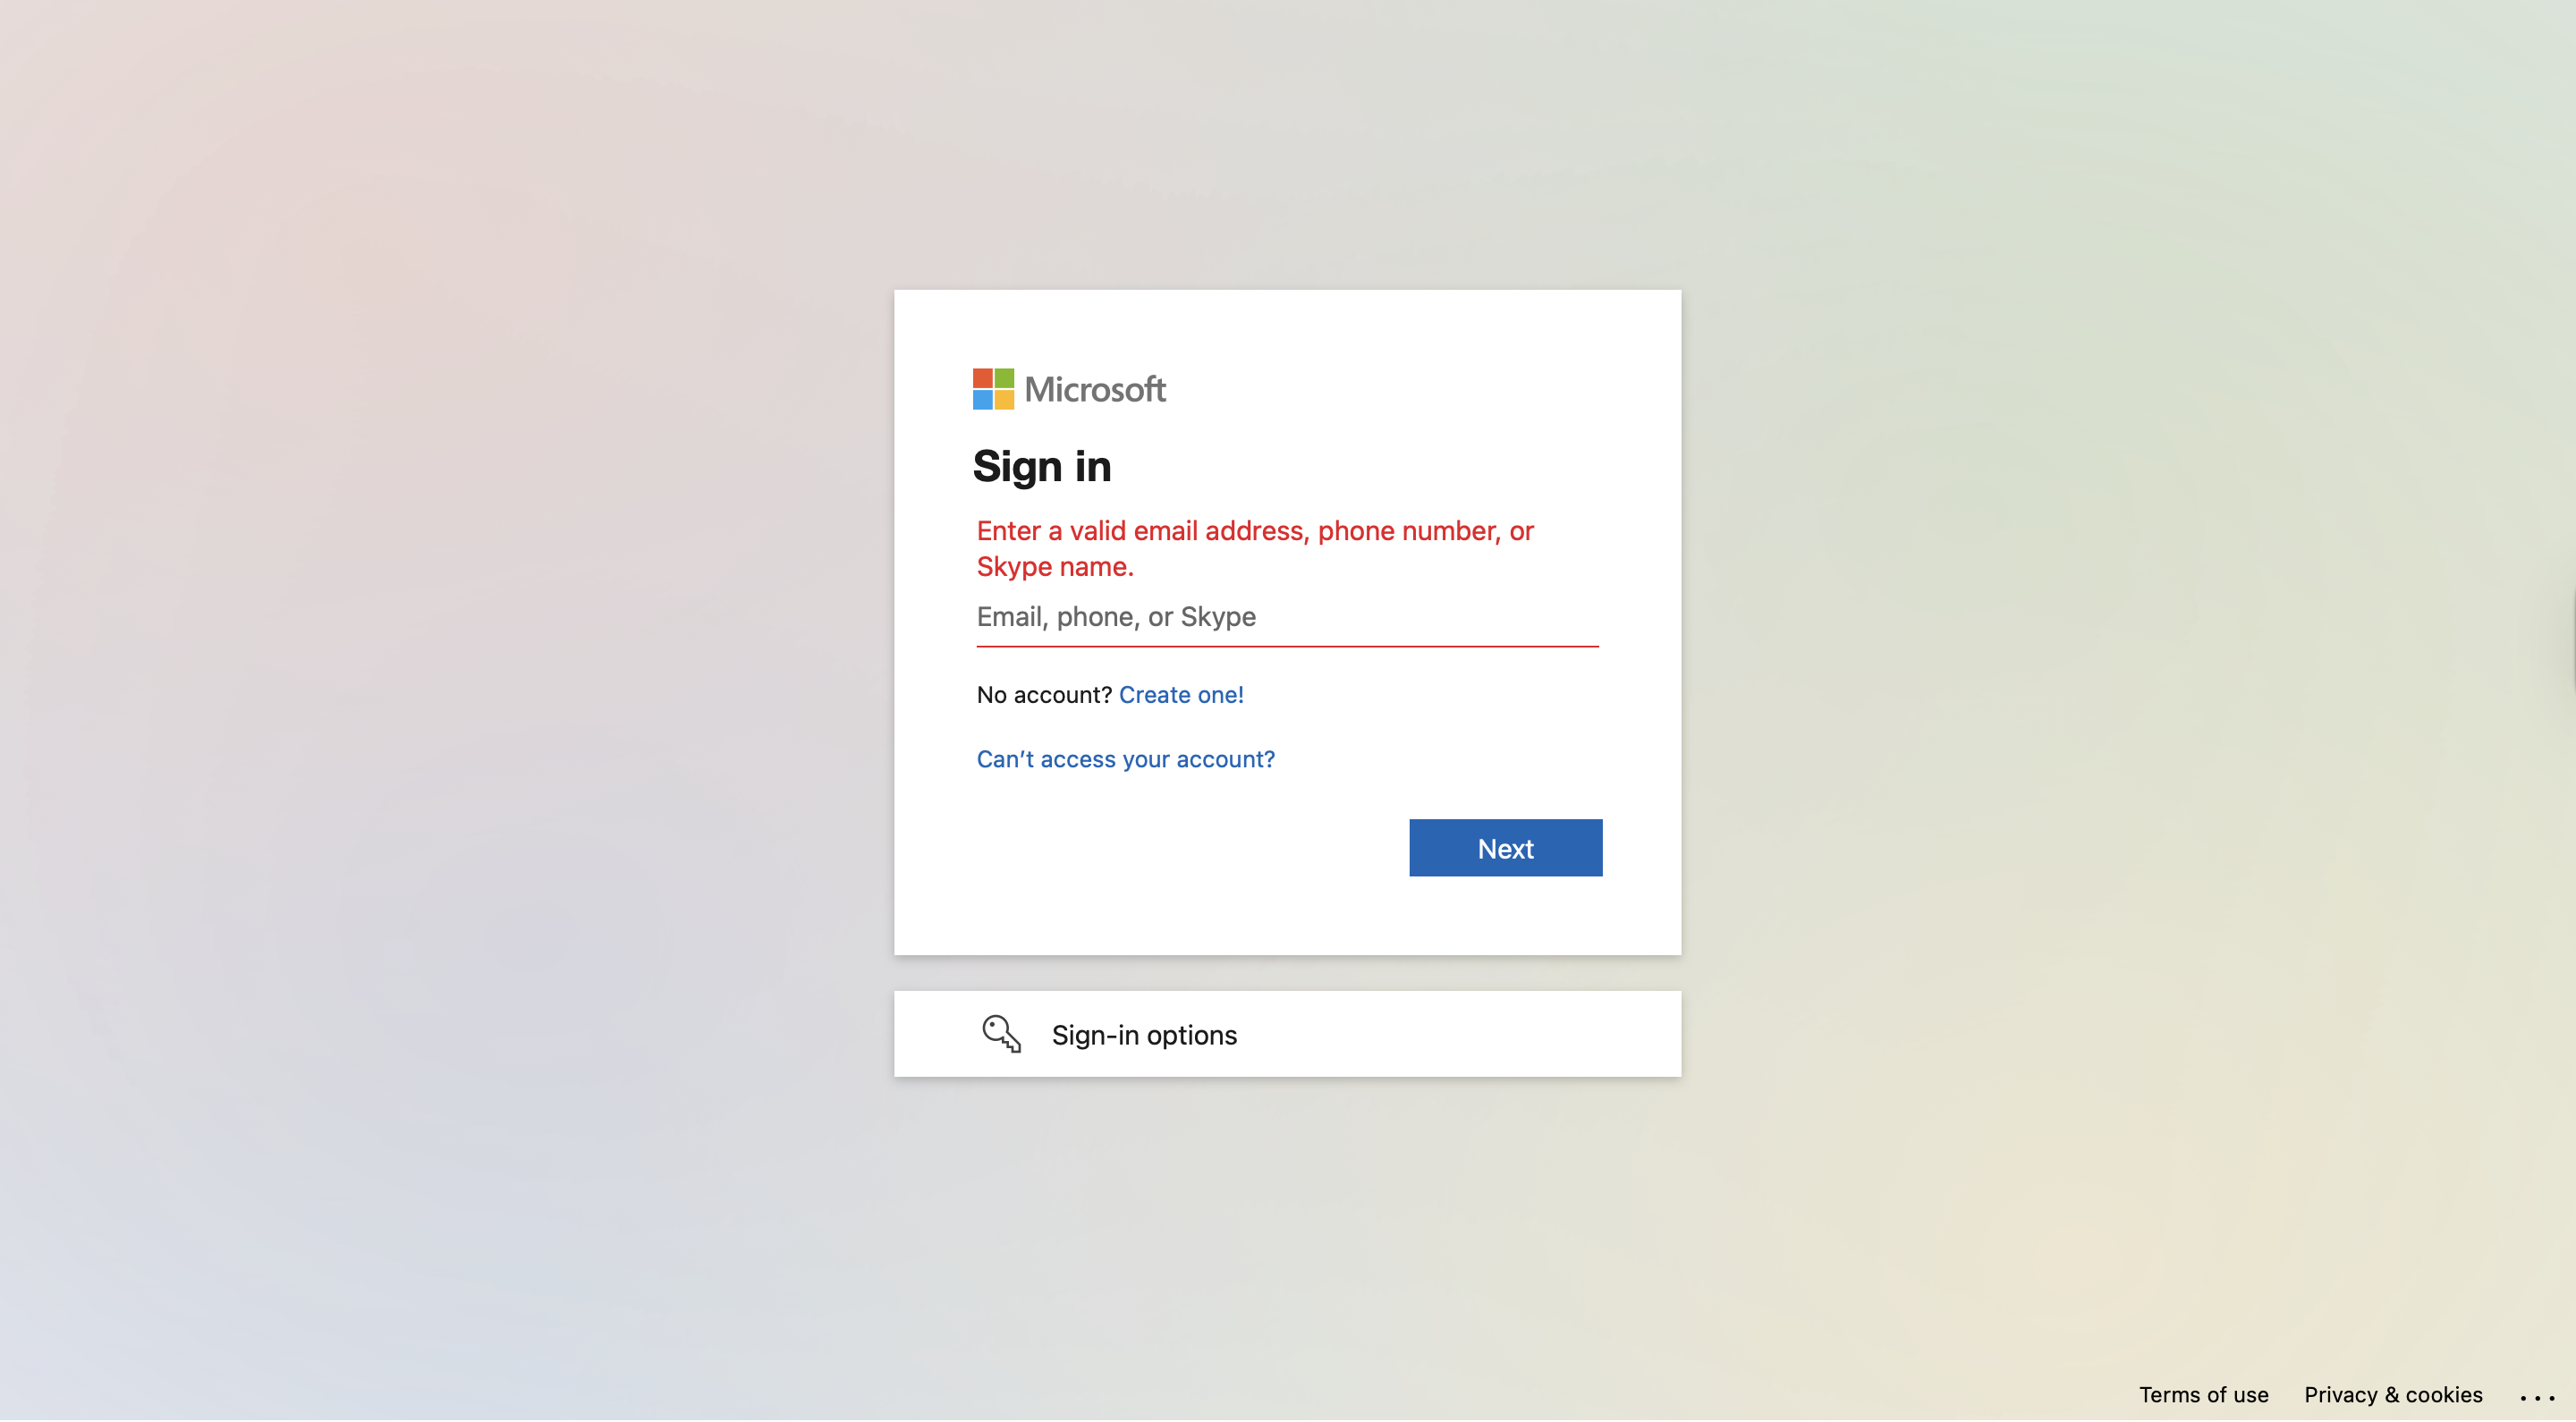 Microsoft
Sign in
Enter a valid email address, phone number, or
Skype name.
Email, phone, or Skype
No account? Create one!
Can’t access your account?
Next
Sign-in options
Terms of use Privacy & cookies ...